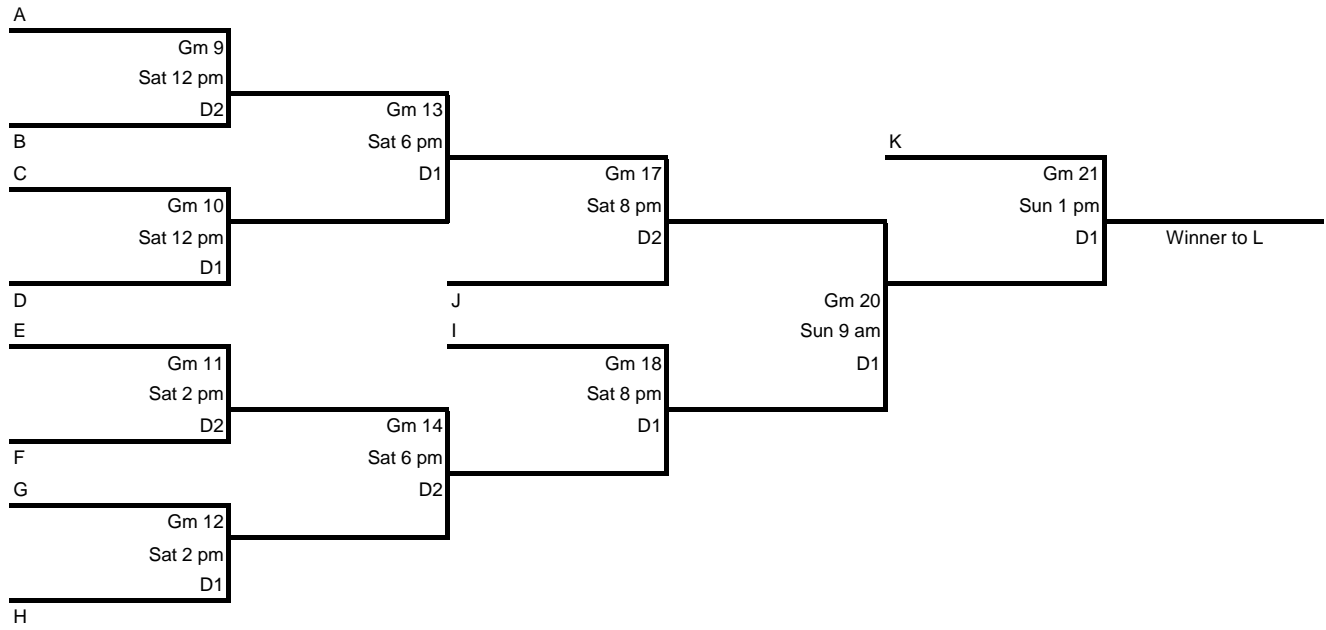 A
Gm 9
Sat 12 pm
D2
B
C
Gm 10
Sat 12 pm
D1
D
E
Gm 11
Sat 2 pm
D2
F
G
Gm 12
Sat 2 pm
D1
H
Gm 13
Sat 6 pm
D1
J
I
Gm 14
Sat 6 pm
D2
Gm 17
Sat 8 pm
D2
Gm 18
Sat 8 pm
D1
Gm 20
Sun 9 am
D1
K
Gm 21
Sun 1 pm
D1
Winner to L